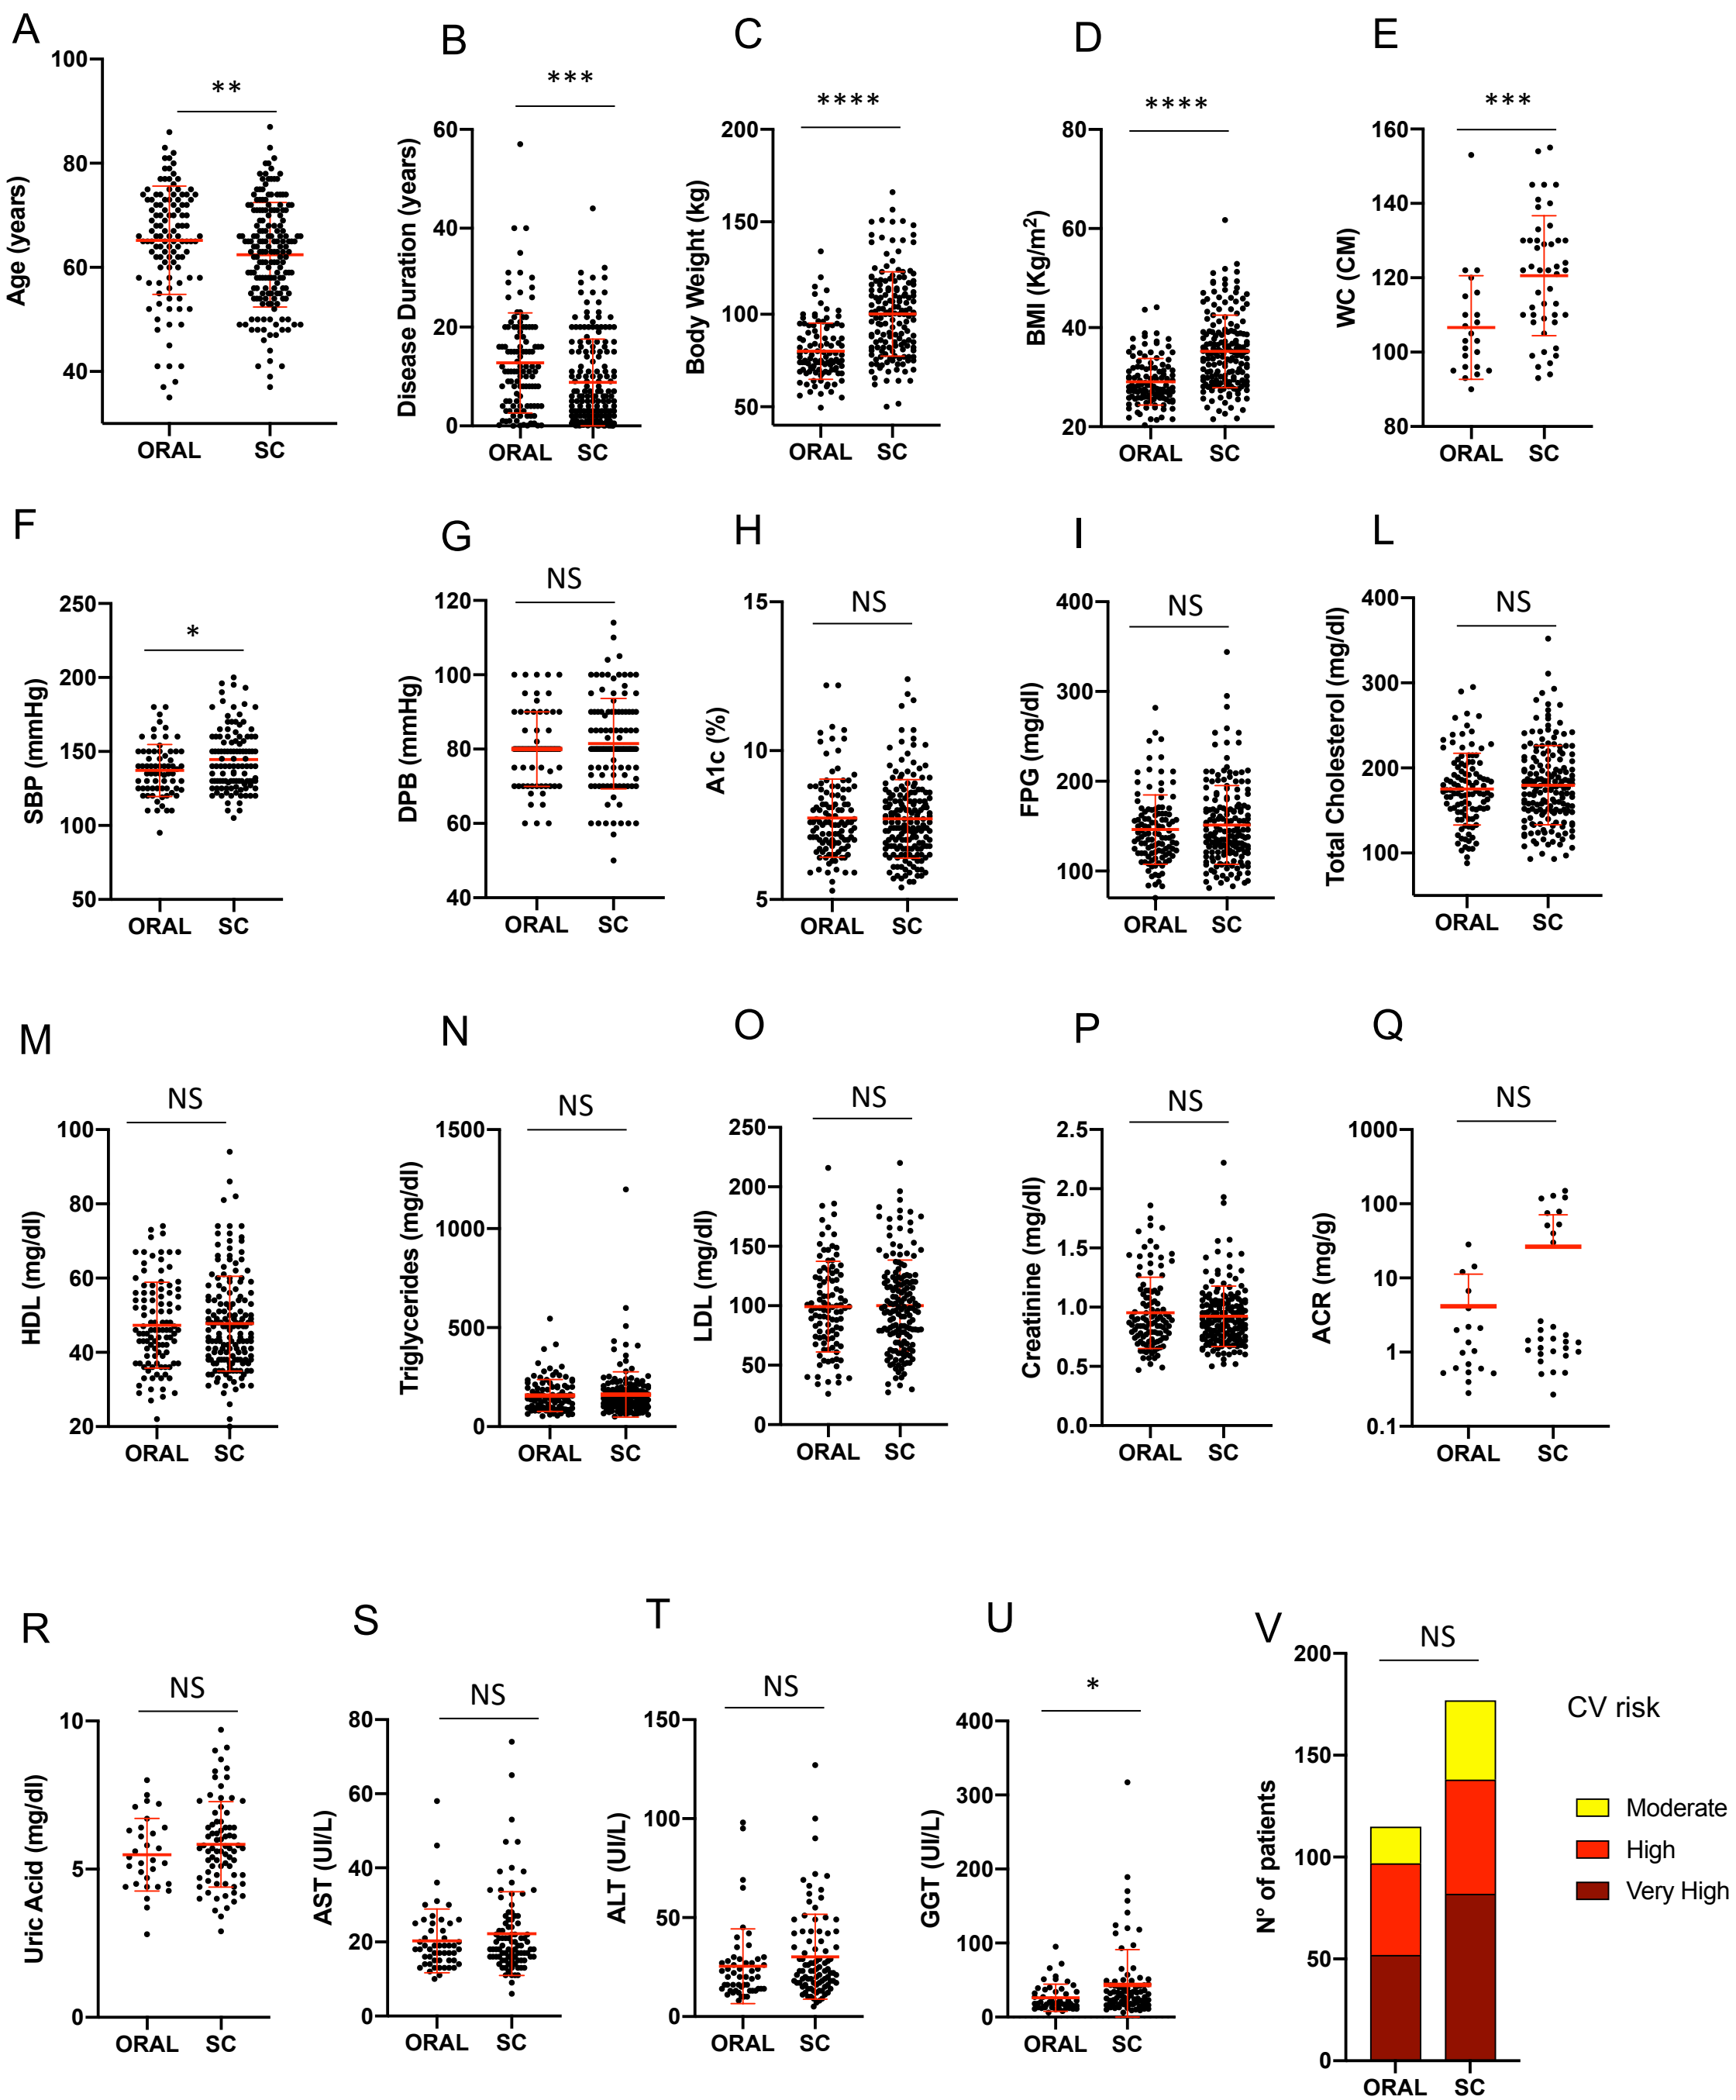 A
B
C
D
E
**
***
****
****
***
100
80
60
40
Age (years)
ORAL SC
60
40
20
0
Disease Duration (years)
ORAL SC
200
150
100
50
Body Weight (kg)
ORAL SC
80
60
40
20
BMI (Kg/m²)
ORAL SC
160
140
120
100
80
WC (CM)
ORAL SC
F
G
H
I
L
*
NS
NS
NS
NS
250
200
150
100
50
SBP (mmHg)
ORAL SC
120
100
80
60
40
DPB (mmHg)
ORAL SC
15
10
5
A1c (%)
ORAL SC
400
300
200
100
FPG (mg/dl)
ORAL SC
400
300
200
100
Total Cholesterol (mg/dl)
ORAL SC
M
N
O
P
Q
NS
NS
NS
NS
NS
100
80
60
40
20
HDL (mg/dl)
ORAL SC
1500
1000
500
0
Triglycerides (mg/dl)
ORAL SC
250
200
150
100
50
0
LDL (mg/dl)
ORAL SC
2.5
2.0
1.5
1.0
0.5
0.0
Creatinine (mg/dl)
ORAL SC
1000
100
10
1
0.1
ACR (mg/g)
ORAL SC
R
S
T
U
V
NS
NS
NS
*
NS
10
5
0
Uric Acid (mg/dl)
ORAL SC
80
60
40
20
0
AST (UI/L)
ORAL SC
150
100
50
0
ALT (UI/L)
ORAL SC
400
300
200
100
0
GGT (UI/L)
ORAL SC
200
150
100
50
0
N° of patients
ORAL SC
CV risk
Moderate
High
Very High